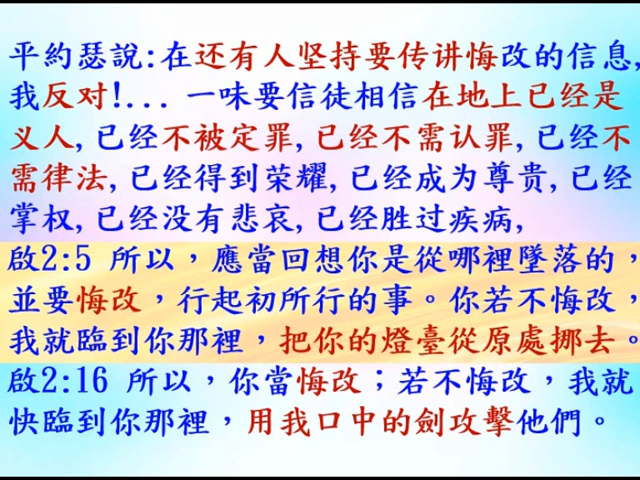 平約瑟說:在还有人坚持要传讲悔改的信息,
我反对!... 一味要信徒相信在地上已经是
义人, 已经不被定罪, 已经不需认罪, 已经不
需律法, 已经得到荣耀, 已经成为尊贵, 已经
掌权, 已经没有悲哀, 已经胜过疾病,
啟2:5 所以，應當回想你是從哪裡墜落的，
並要悔改，行起初所行的事。你若不悔改，
我就臨到你那裡，把你的燈臺從原處挪去。
啟2:16 所以，你當悔改；若不悔改，我就
快臨到你那裡，用我口中的劍攻擊他們。